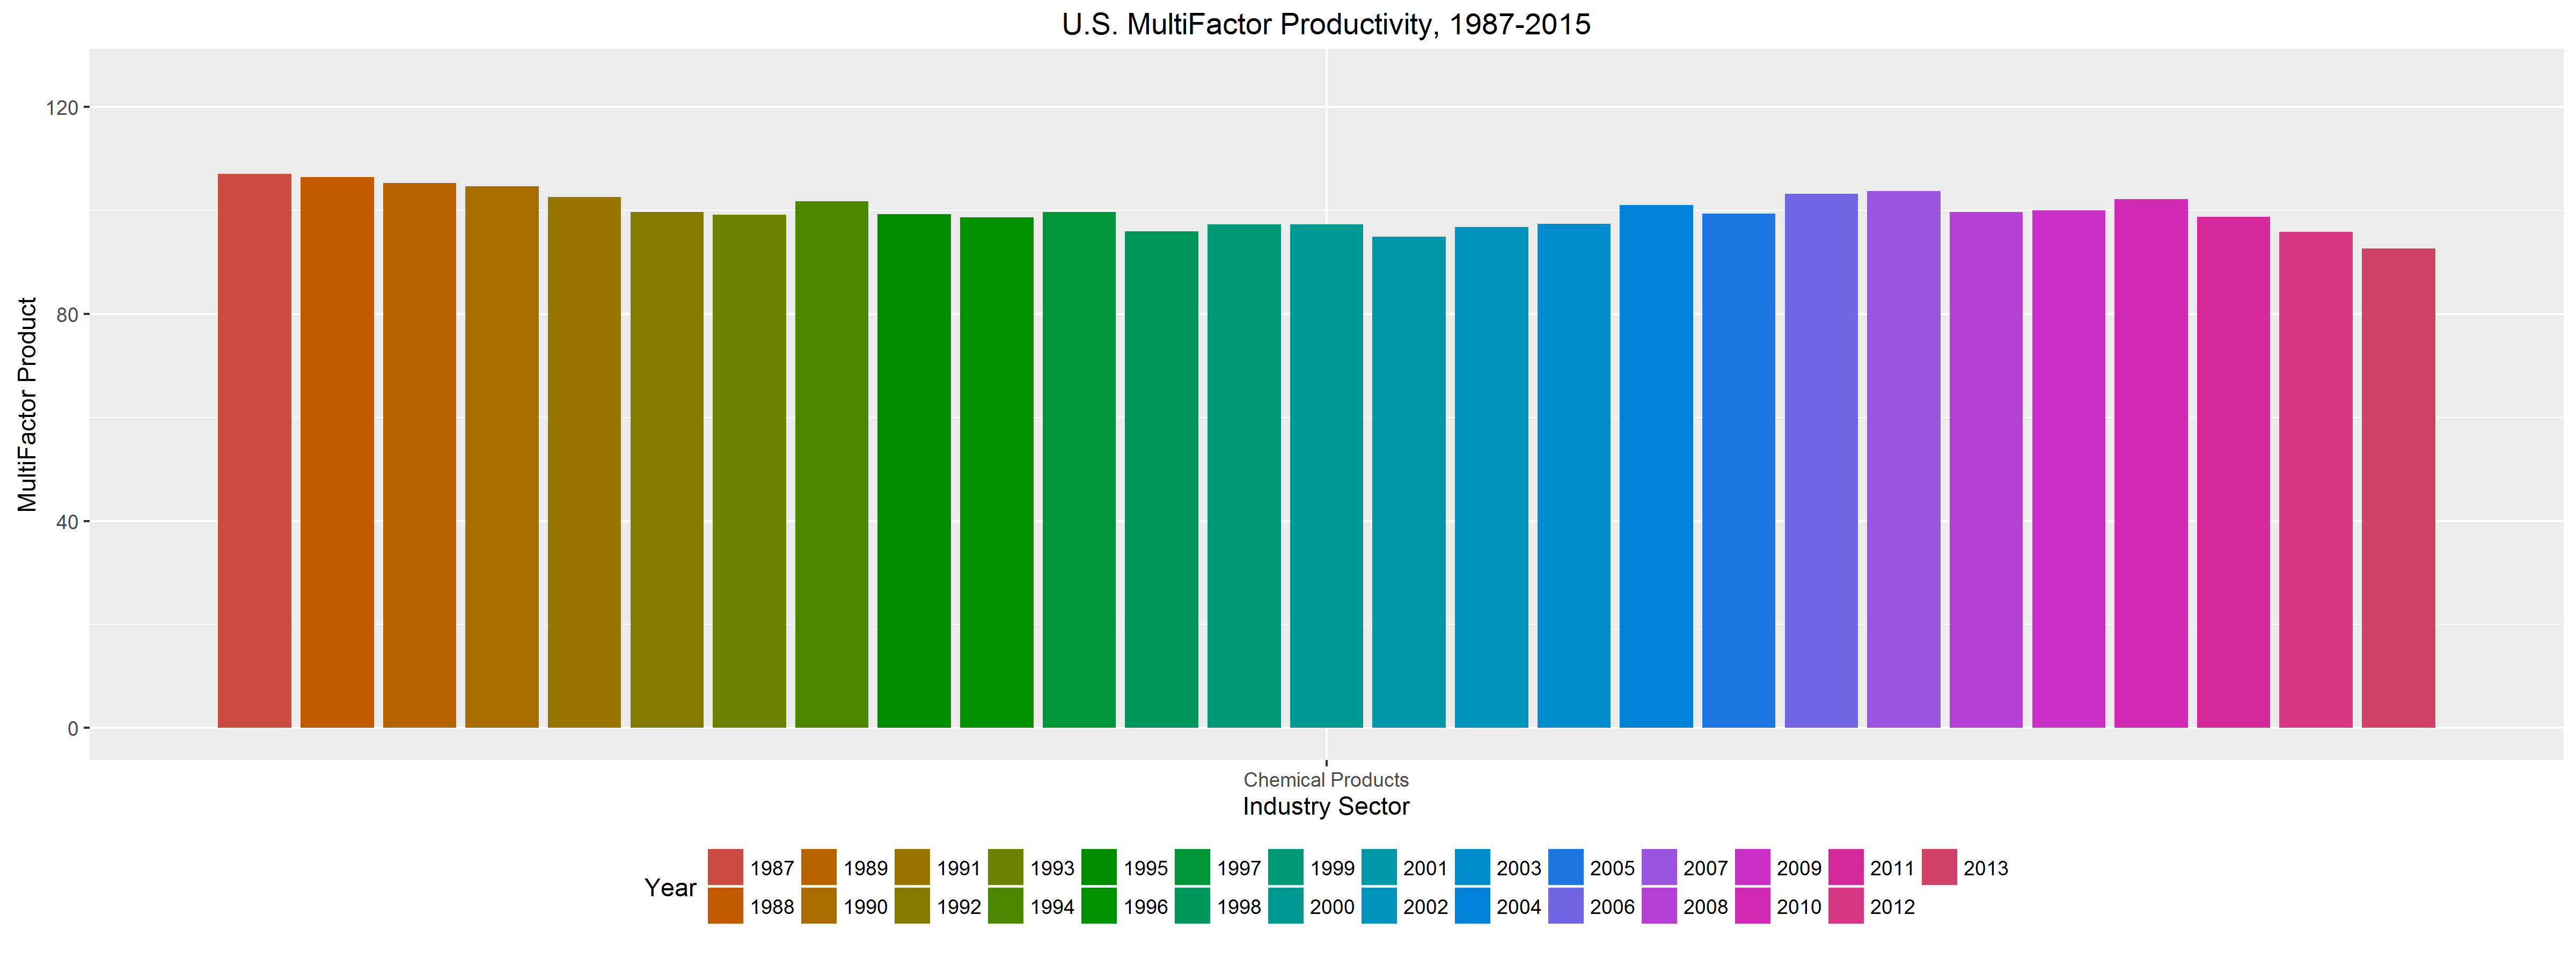 U.S. MultiFactor Productivity, 1987-2015
120
80
40
0
MultiFactor Product
Chemical Products
Industry Sector
Year
1987 1989 1991 1993 1995 1997 1999 2001 2003 2005 2007 2009 2011 2013
1988 1990 1992 1994 1996 1998 2000 2002 2004 2006 2008 2010 2012